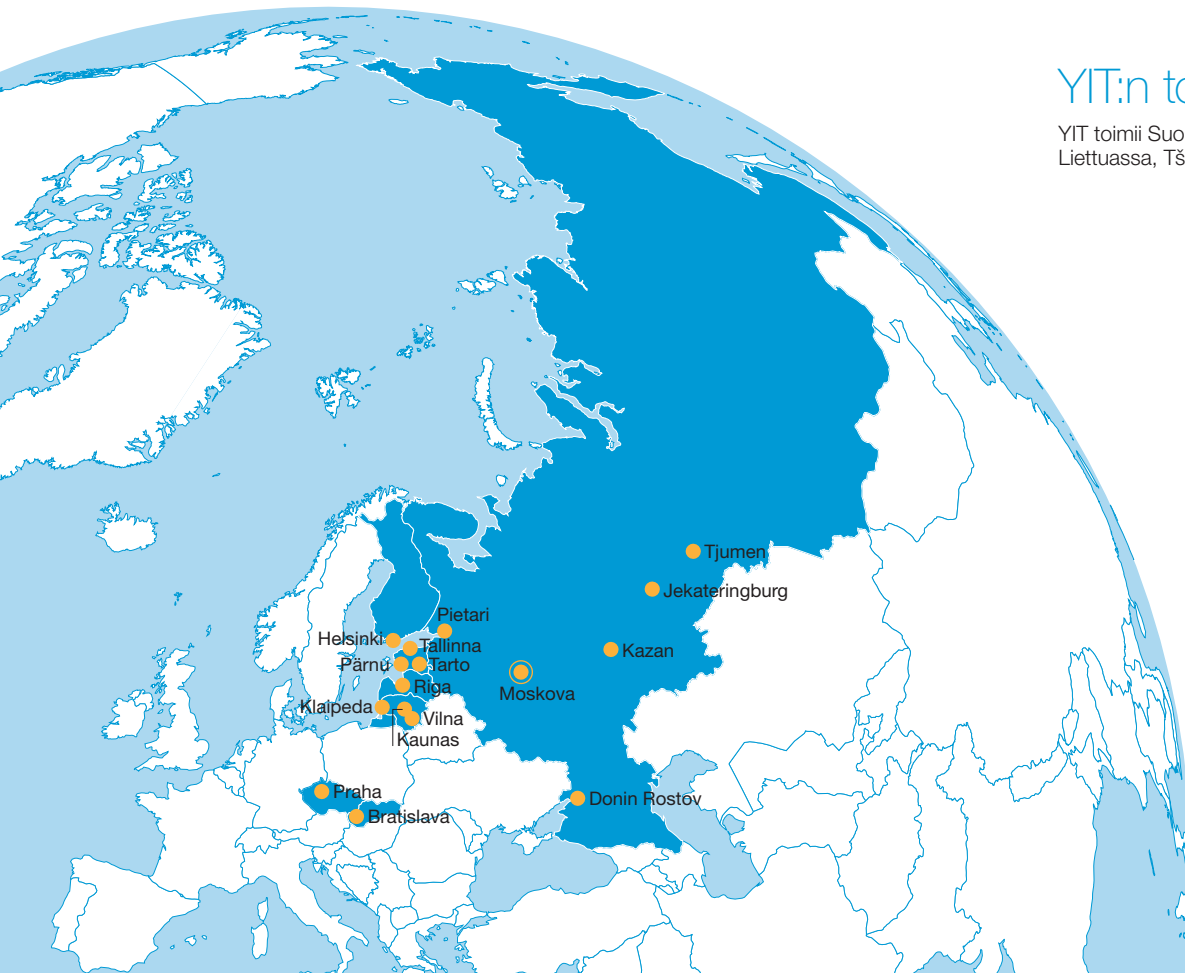 YIT:n to
YIT toimii Suo
Liettuassa, Tš
Tjumen
Jekateringburg
Pietari
Helsinki
Tallinna
Kazan
Pärnu
Tarto
Riga
Moskova
Klaipeda
Vilna
Kaunas
Praha
Donin Rostov
Bratislava